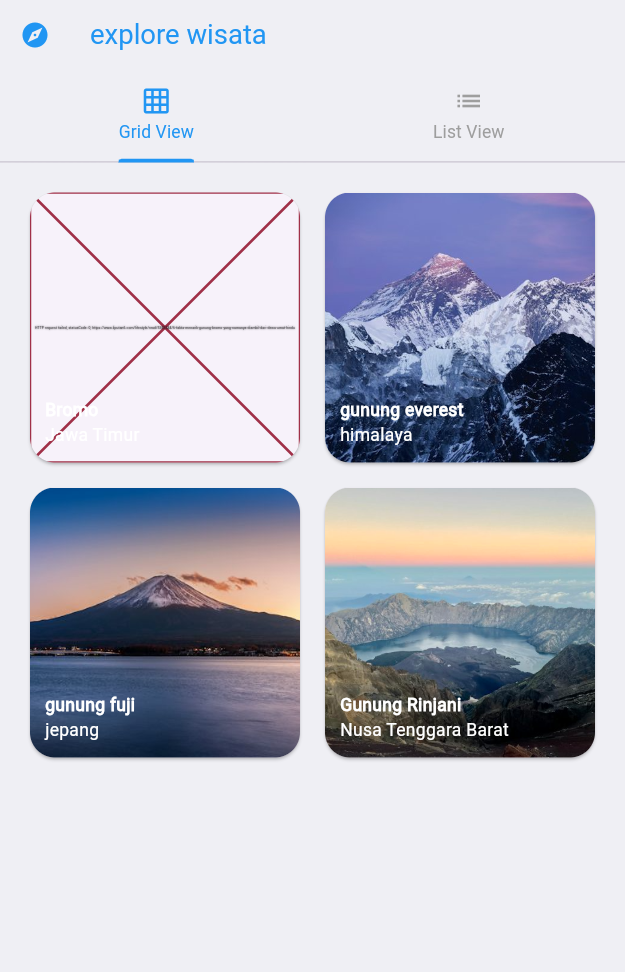 explore wisata
Grid View
List View
Bromo
Jawa Timur
gunung everest
himalaya
gunung fuji
jepang
Gunung Rinjani
Nusa Tenggara Barat